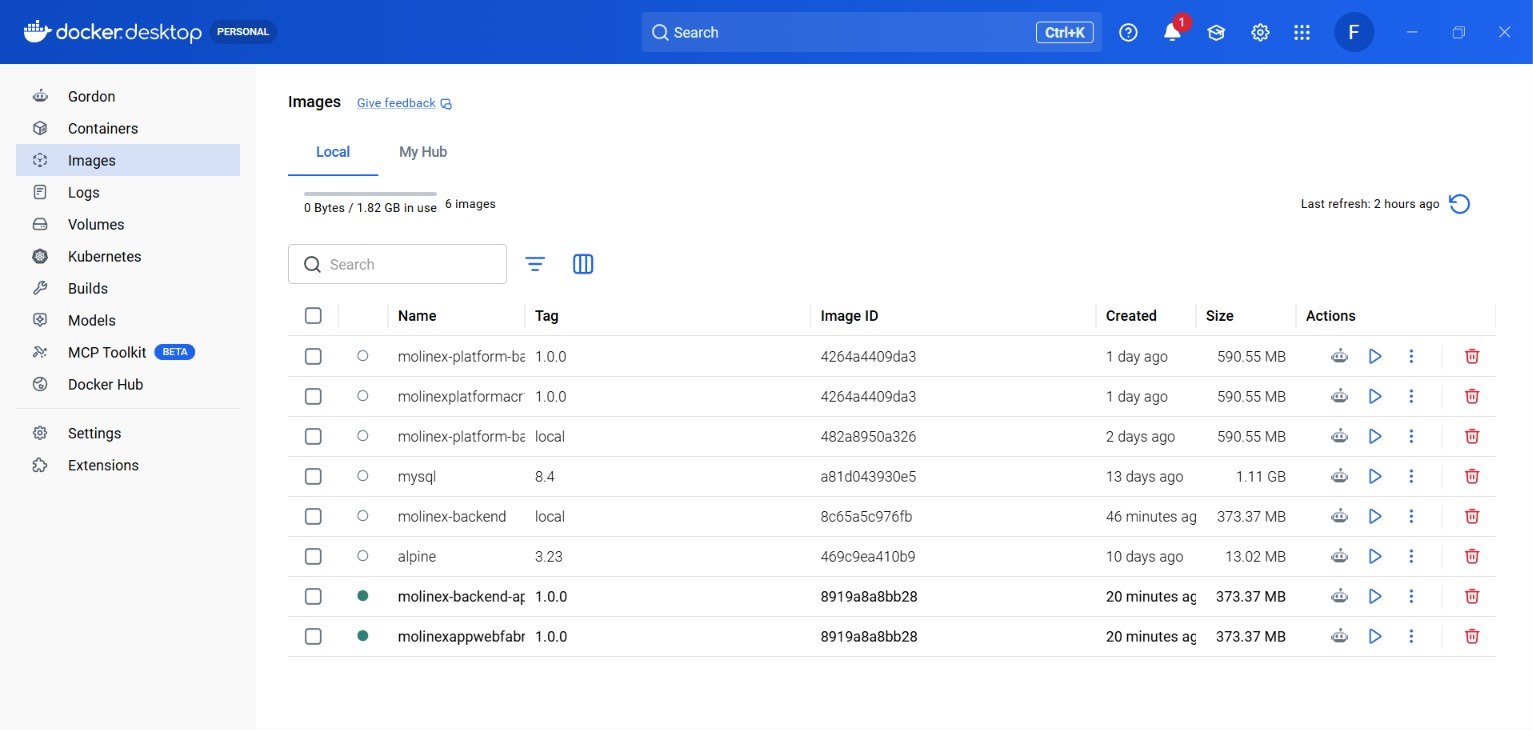 docker.desktop PERSONAL Search Ctrl+K 1 F
Gordon
Containers
Images
Logs
Volumes
Kubernetes
Builds
Models
MCP Toolkit BETA
Docker Hub
Settings
Extensions
Images Give feedback
Local My Hub
0 Bytes / 1.82 GB in use 6 images Last refresh: 2 hours ago
Search
Name Tag Image ID Created Size Actions
molinex-platform-ba 1.0.0 4264a4409da3 1 day ago 590.55 MB
molinexplatformacr 1.0.0 4264a4409da3 1 day ago 590.55 MB
molinex-platform-ba local 482a8950a326 2 days ago 590.55 MB
mysql 8.4 a81d043930e5 13 days ago 1.11 GB
molinex-backend local 8c65a5c976fb 46 minutes ag 373.37 MB
alpine 3.23 469c9ea410b9 10 days ago 13.02 MB
molinex-backend-ap 1.0.0 8919a8a8bb28 20 minutes ag 373.37 MB
molinexappwebfabr 1.0.0 8919a8a8bb28 20 minutes ag 373.37 MB